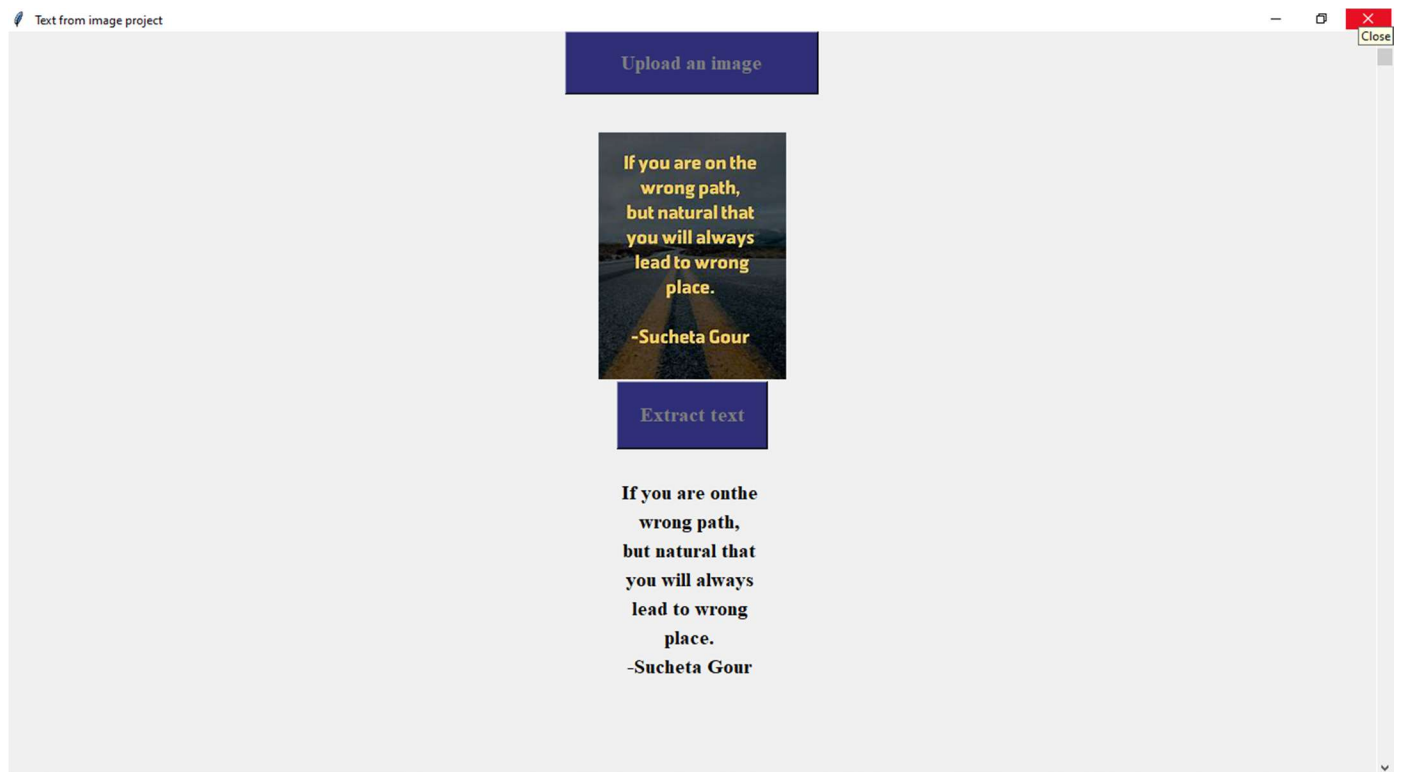 Text from image project
Close
Upload an image
If you are on the
wrong path,
but natural that
you will always
lead to wrong
place.
-Sucheta Gour
Extract text
If you are onthe
wrong path,
but natural that
you will always
lead to wrong
place.
-Sucheta Gour